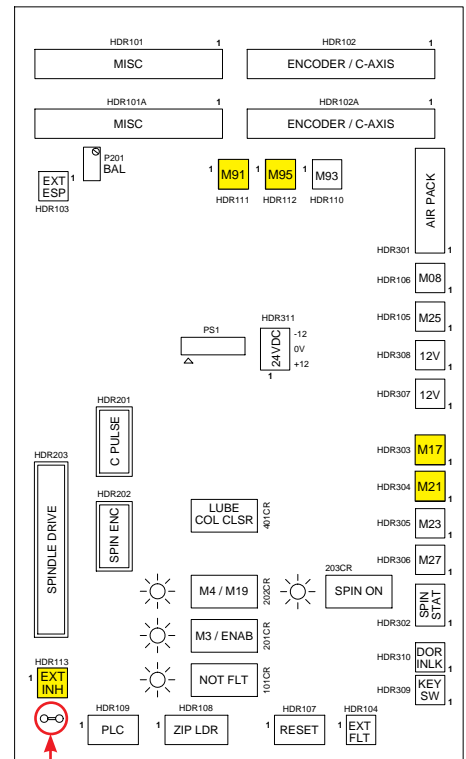 HDR101 1 HDR102 1
MISC ENCODER / C-AXIS
HDR101A 1 HDR102A 1
MISC ENCODER / C-AXIS
P201
BAL
EXT
ESP
1
HDR103
1 M91 1 M95 1 M93
HDR111 HDR112 HDR110
AIR PACK
HDR301 1
HDR106 M08 1
HDR105 M25 1
HDR311
PS1
24VDC
-12
0V
+12
1
HDR308 12V 1
HDR307 12V 1
HDR201
C PULSE
HDR203
SPINDLE DRIVE
HDR202
SPIN ENC
HDR303 M17 1
HDR304 M21 1
HDR305 M23 1
HDR306 M27 1
LUBE
COL CLSR
401CR
203CR
M4 / M19
202CR
SPIN ON
SPIN
STAT
HDR302 1
M3 / ENAB
201CR
HDR310
DOR
INLK
1
HDR113
1
EXT
INH
NOT FLT
101CR
HDR309
KEY
SW
1
HDR109 HDR108 HDR107 HDR104
1 PLC 1 ZIP LDR 1 RESET 1 EXT
FLT